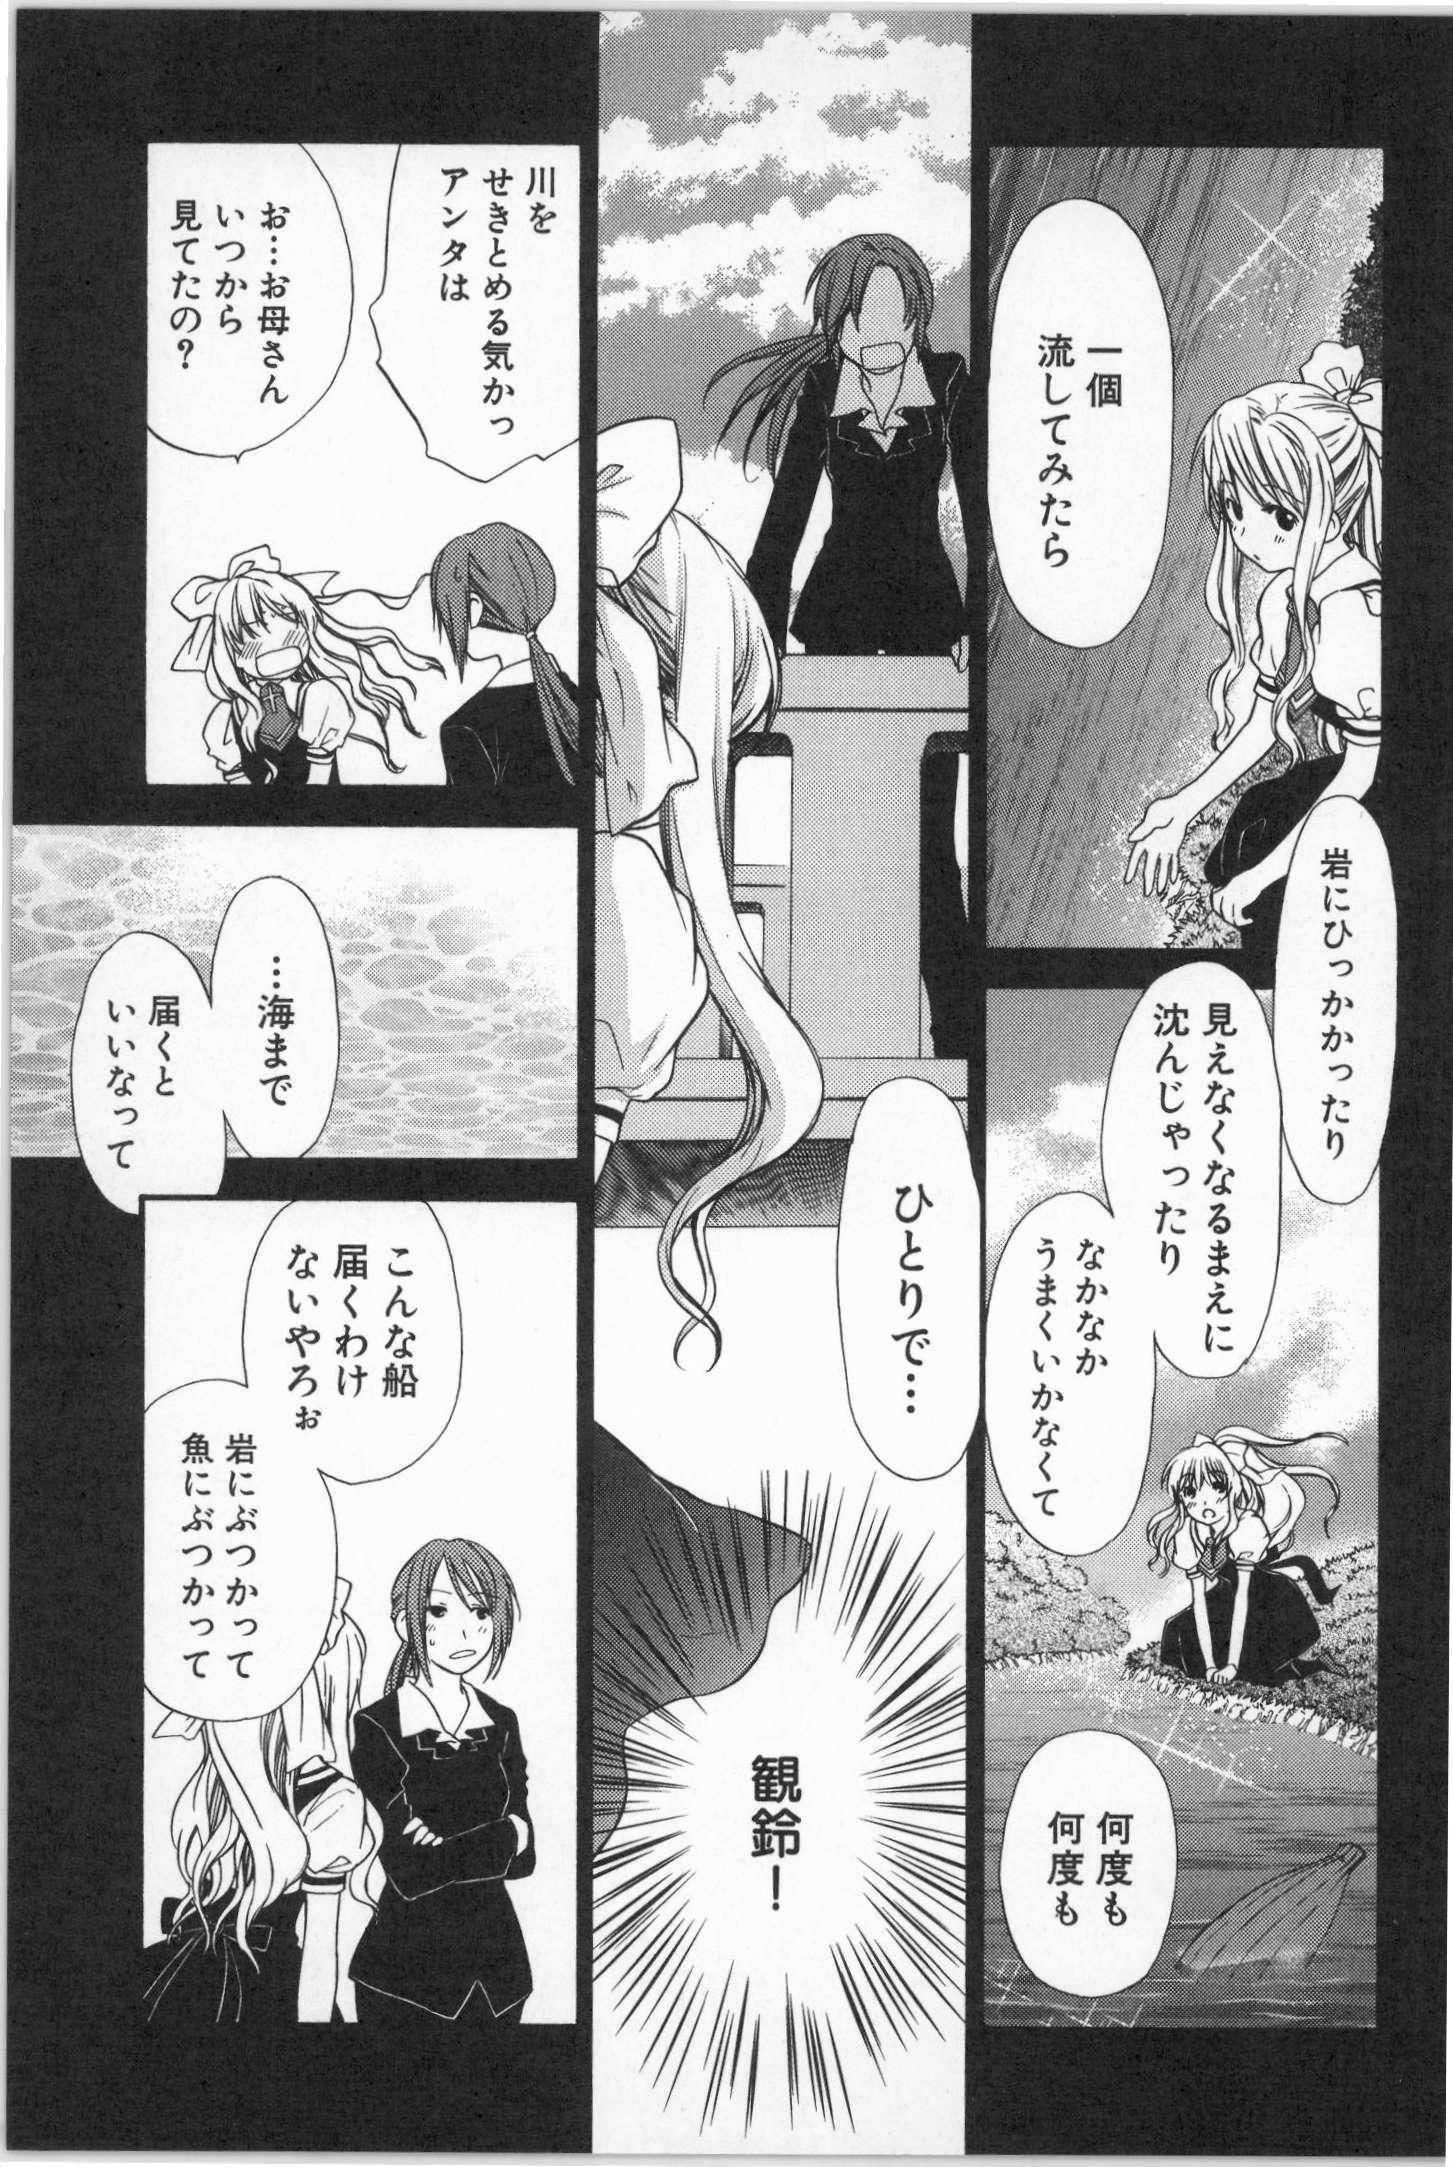 一個
流してみたら
岩にひっかかったり
見えなくなるまえに
沈んじゃったり
なかなか
うまくいかなくて
何度も
何度も
ひとりで…
観鈴！
川を
せきとめる気かっ
アンタは
お…お母さん
いつから
見てたの？
…海まで
届くと
いいなって
こんな船
届くわけ
ないやろぉ
岩にぶつかって
魚にぶつかって